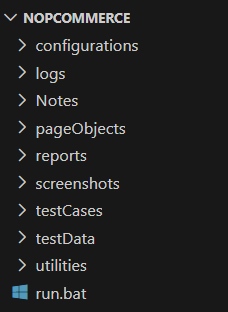 NOPCOMMERCE
configurations
logs
Notes
pageObjects
reports
screenshots
testCases
testData
utilities
run.bat